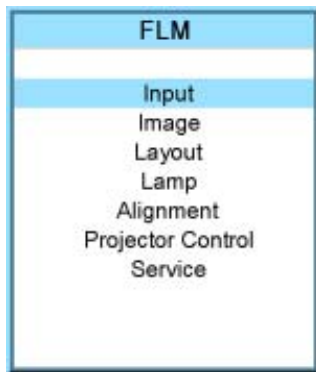 FLM
Input
Image
Layout
Lamp
Alignment
Projector Control
Service